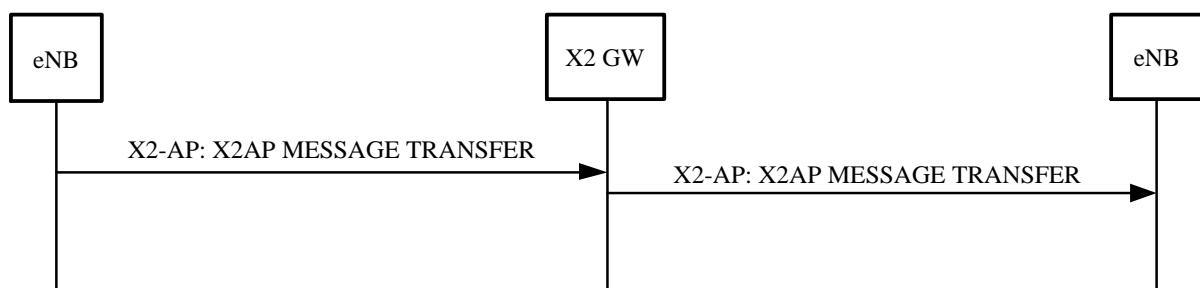 eNB
X2 GW
eNB
X2-AP: X2AP MESSAGE TRANSFER
X2-AP: X2AP MESSAGE TRANSFER